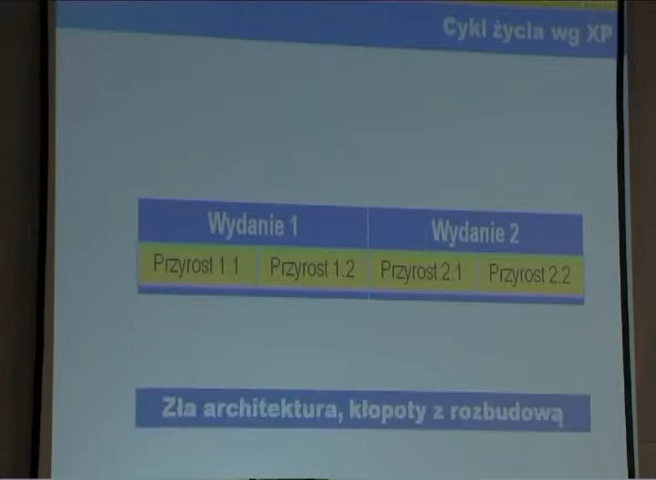 Cykl życia wg XP
Wydanie 1 Wydanie 2
Przyrost 1.1 Przyrost 1.2 Przyrost 2.1 Przyrost 2.2
Zła architektura, kłopoty z rozbudową